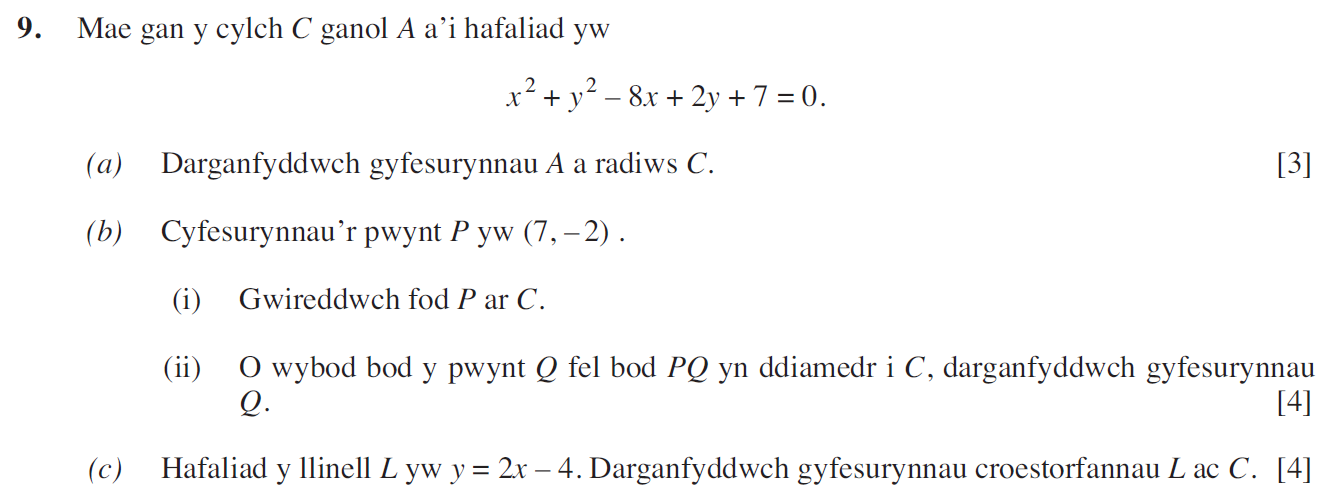 9. Mae gan y cylch C ganol A a’i hafaliad yw
x² + y² – 8x + 2y + 7 = 0.
(a) Darganfyddwch gyfesurynnau A a radiws C. [3]
(b) Cyfesurynnau’r pwynt P yw (7, –2) .
(i) Gwireddwch fod P ar C.
(ii) O wybod bod y pwynt Q fel bod PQ yn ddiamedr i C, darganfyddwch gyfesurynnau
Q. [4]
(c) Hafaliad y llinell L yw y = 2x – 4. Darganfyddwch gyfesurynnau croestorfannau L ac C. [4]